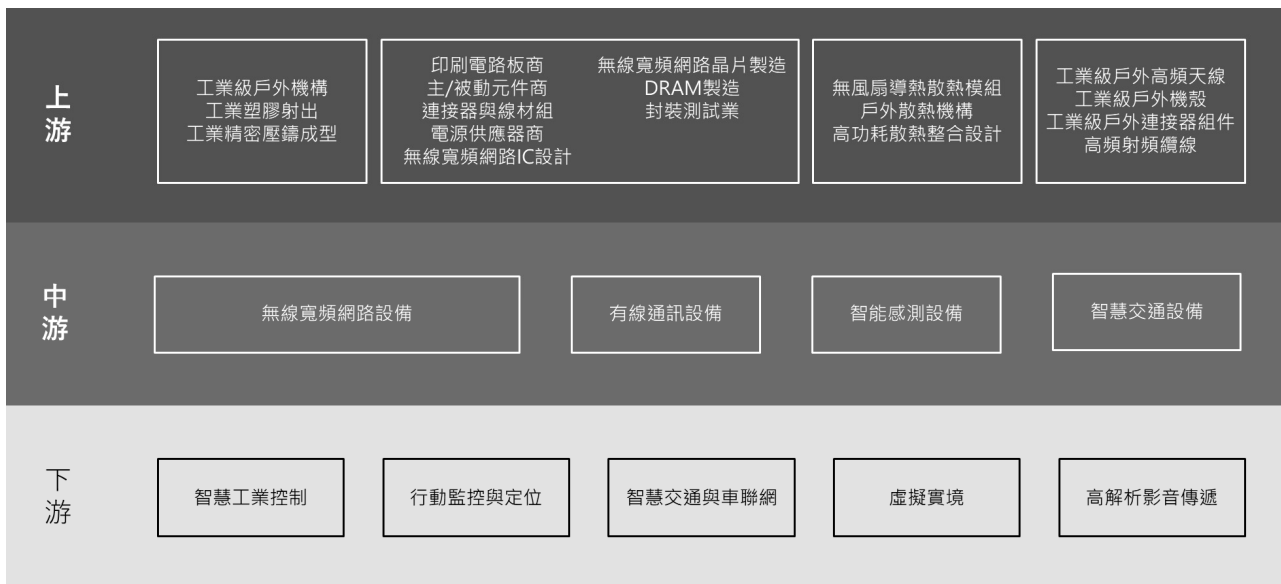 上游
工業級戶外機構
工業塑膠射出
工業精密壓鑄成型
印刷電路板商
主/被動元件商
連接器與線材組
電源供應器商
無線寬頻網路IC設計
無線寬頻網路晶片製造
DRAM製造
封裝測試業
無風扇導熱散熱模組
戶外散熱機構
高功耗散熱整合設計
工業級戶外高頻天線
工業級戶外機殼
工業級戶外連接器組件
高頻射頻纜線
中游
無線寬頻網路設備
有線通訊設備
智能感測設備
智慧交通設備
下游
智慧工業控制
行動監控與定位
智慧交通與車聯網
虛擬實境
高解析影音傳遞